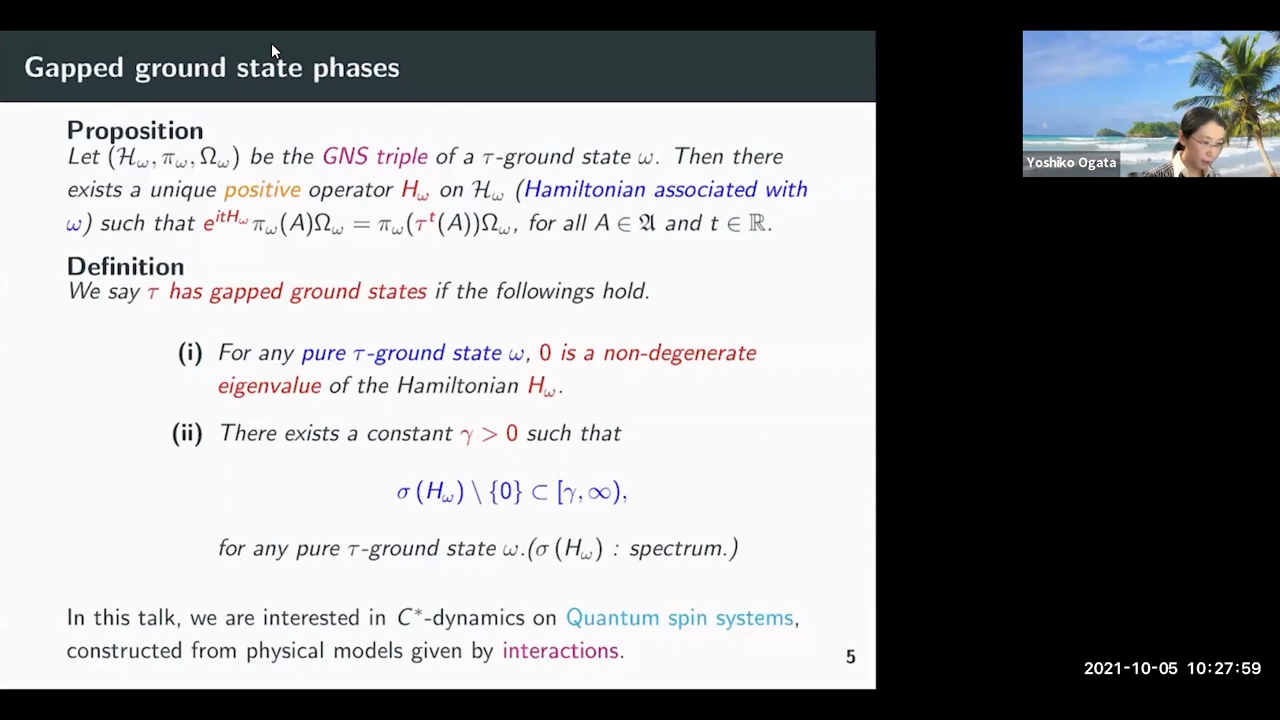 Gapped ground state phases
Proposition
Let (ℋ_ω, π_ω, Ω_ω) be the GNS triple of a τ-ground state ω. Then there
exists a unique positive operator H_ω on ℋ_ω (Hamiltonian associated with
ω) such that e^{itH_ω} π_ω(A)Ω_ω = π_ω(τ^t(A))Ω_ω, for all A ∈ 𝔄 and t ∈ ℝ.
Definition
We say τ has gapped ground states if the followings hold.
(i) For any pure τ-ground state ω, 0 is a non-degenerate
eigenvalue of the Hamiltonian H_ω.
(ii) There exists a constant γ > 0 such that
σ (H_ω) \ {0} ⊂ [γ, ∞),
for any pure τ-ground state ω.(σ (H_ω) : spectrum.)
In this talk, we are interested in C*-dynamics on Quantum spin systems,
constructed from physical models given by interactions.
5
Yoshiko Ogata
2021-10-05 10:27:59